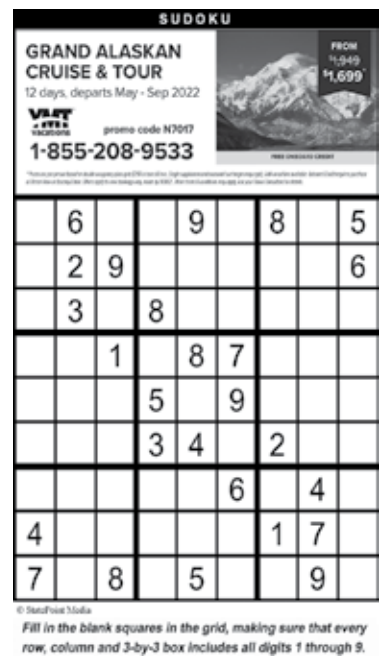 SUDOKU
GRAND ALASKAN
CRUISE & TOUR
12 days, departs May - Sep 2022
FROM
$1,949
$1,699*
YMT
vacations
promo code N7017
1-855-208-9533
FREE ONBOARD CREDIT
6 9 8 5
2 9 6
3 8
1 8 7
5 9
3 4 2
6 4
4 1 7
7 8 5 9
© StatePoint Media
Fill in the blank squares in the grid, making sure that every
row, column and 3-by-3 box includes all digits 1 through 9.